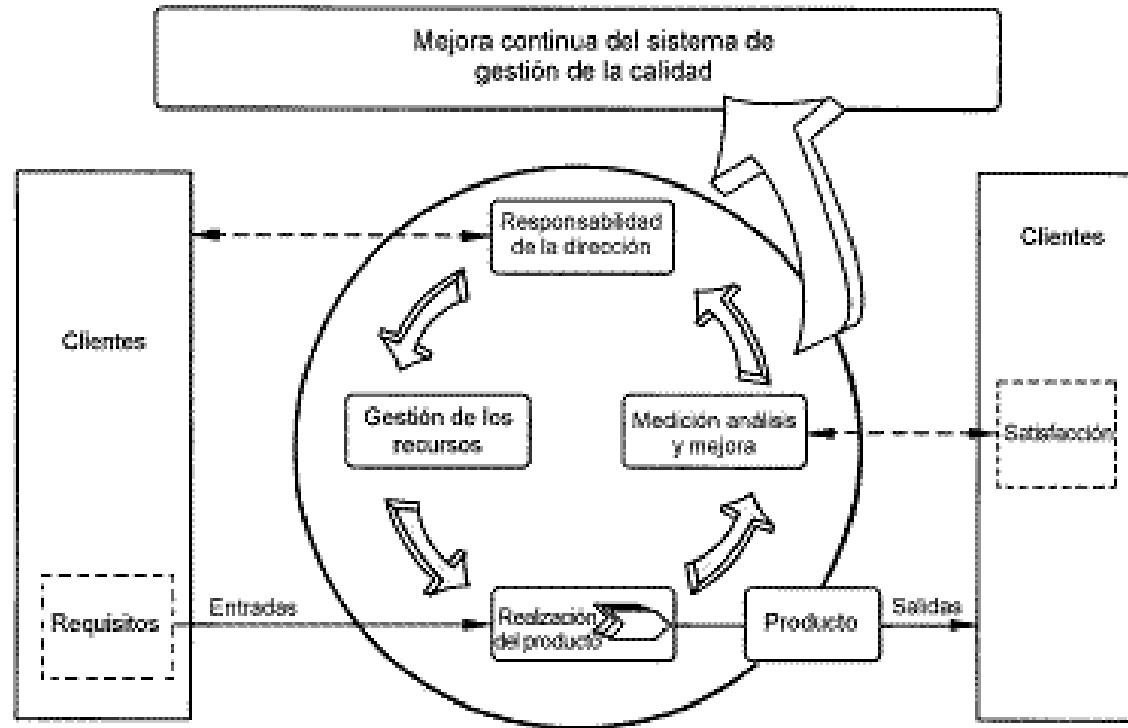 Mejora continua del sistema de
gestión de la calidad
Responsabilidad
de la dirección
Clientes
Clientes
Gestión de los
recursos
Medición análisis
y mejora
Satisfacción
Requisitos
Entradas
Realzación
del producto
Producto
Salidas